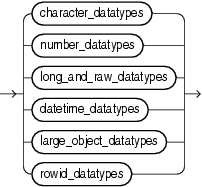 character_datatypes
number_datatypes
long_and_raw_datatypes
datetime_datatypes
large_object_datatypes
rowid_datatypes